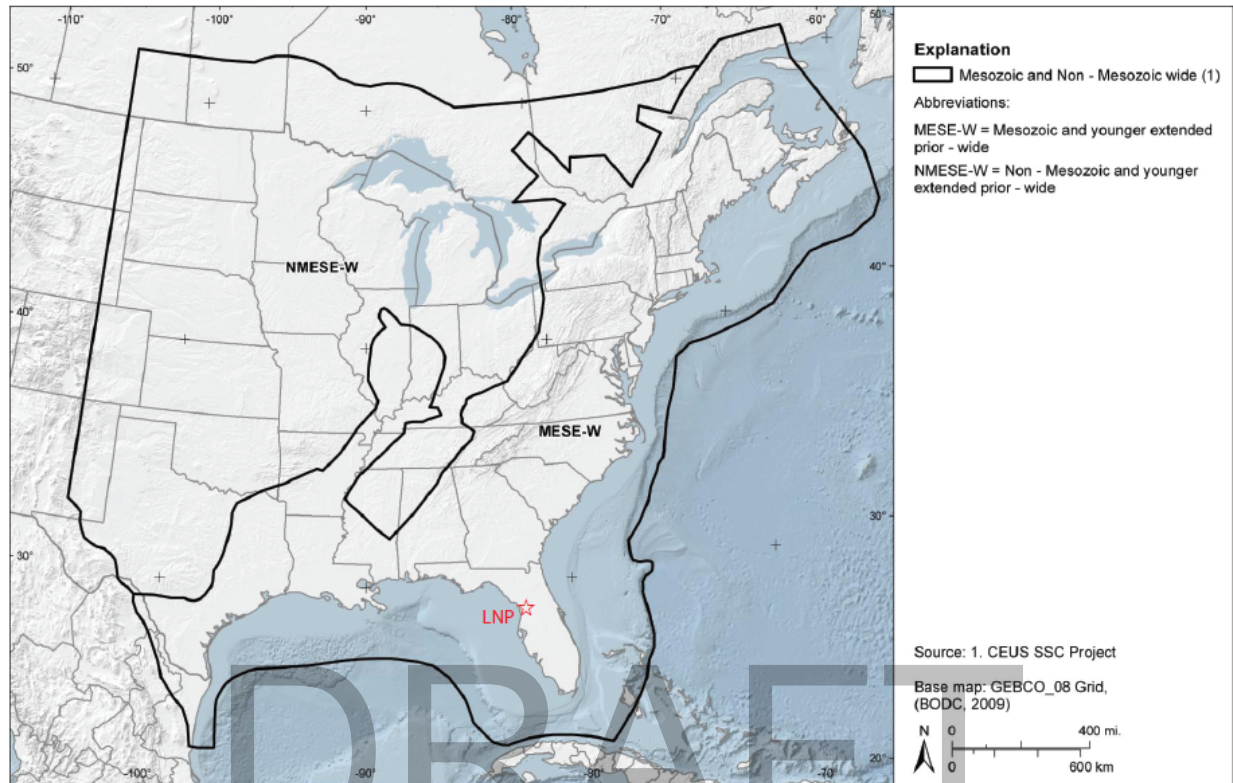 -110°
-100°
-90°
-80°
-70°
-60°
50°
50°
40°
40°
30°
30°
20°
-100°
-90°
-80°
-70°
NMESE-W
MESE-W
LNP
DRAFT
Explanation
Mesozoic and Non - Mesozoic wide (1)
Abbreviations:
MESE-W = Mesozoic and younger extended
prior - wide
NMESE-W = Non - Mesozoic and younger
extended prior - wide
Source: 1. CEUS SSC Project
Base map: GEBCO_08 Grid,
(BODC, 2009)
N
0 400 mi.
0 600 km